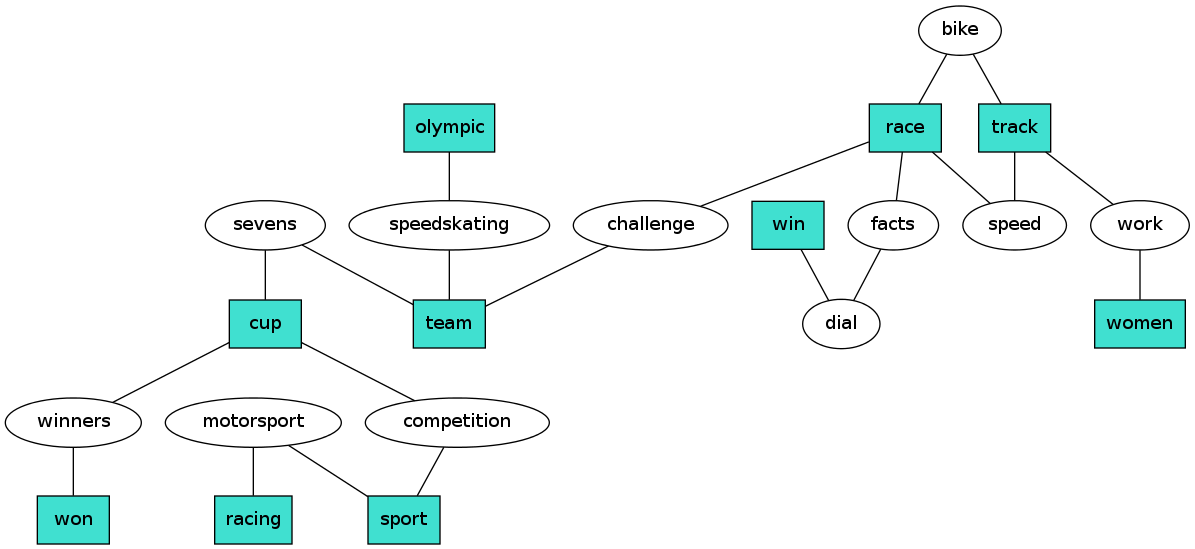 bike
olympic
race
track
sevens
speedskating
challenge
win
facts
speed
work
cup
team
dial
women
winners
motorsport
competition
won
racing
sport